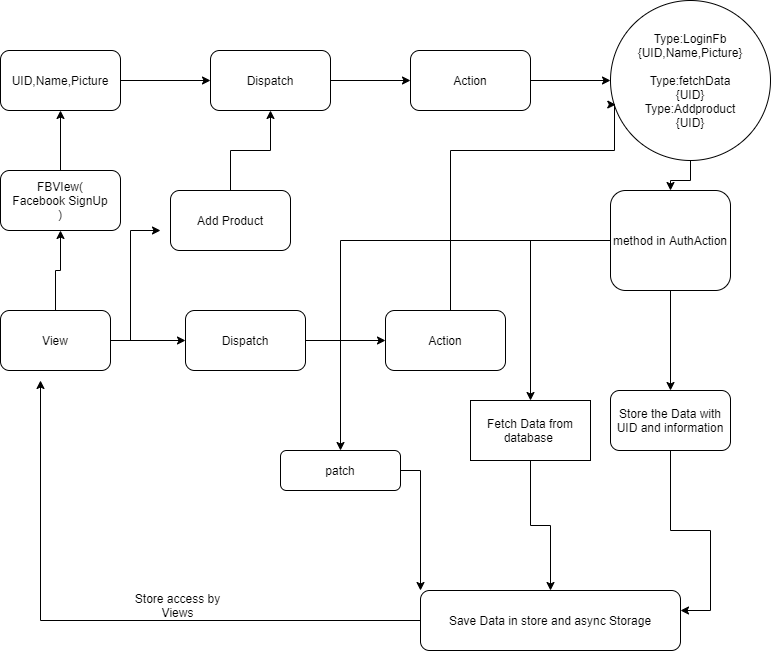 Type:LoginFb
{UID,Name,Picture}
Type:fetchData
{UID}
Type:Addproduct
{UID}
UID,Name,Picture
Dispatch
Action
FBVIew(
Facebook SignUp
)
Add Product
method in AuthAction
View
Dispatch
Action
Fetch Data from
database
Store the Data with
UID and information
patch
Store access by
Views
Save Data in store and async Storage